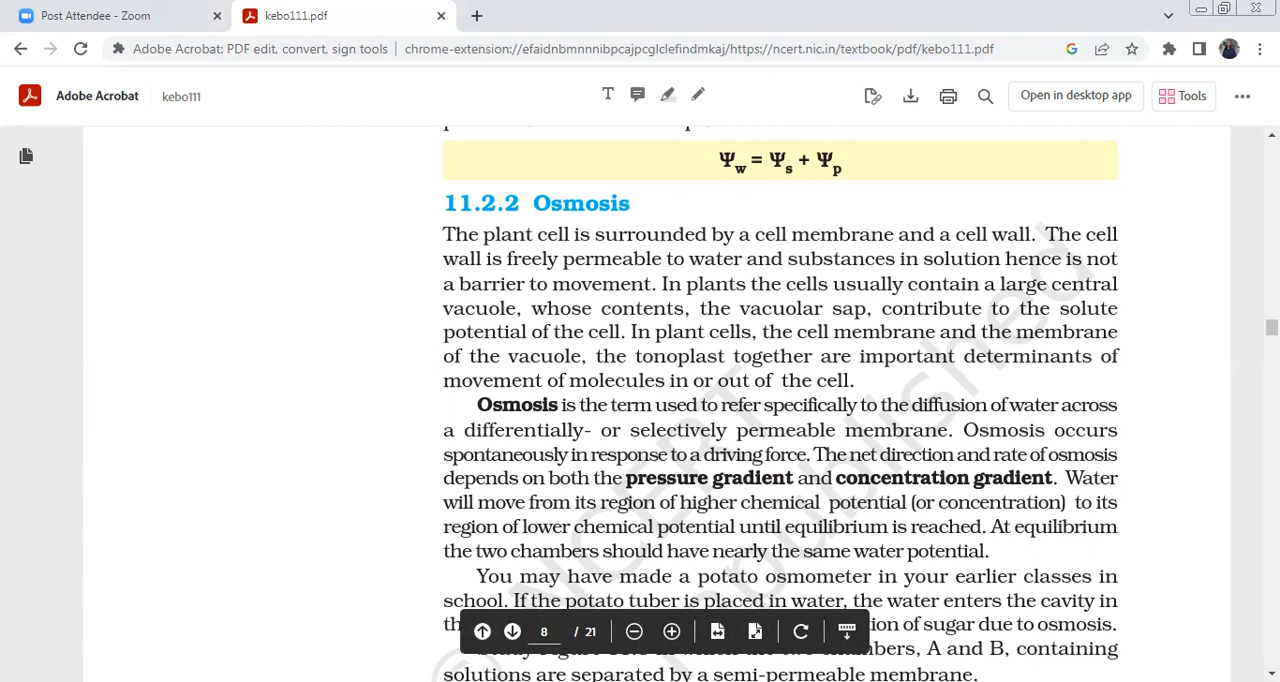 Post Attendee - Zoom
kebo111.pdf
Adobe Acrobat: PDF edit, convert, sign tools
chrome-extension://efaidnbmnnnibpcajpcglclefindmkaj/https://ncert.nic.in/textbook/pdf/kebo111.pdf
Adobe Acrobat
kebo111
Open in desktop app
Tools
Ψw = Ψs + Ψp
11.2.2 Osmosis
The plant cell is surrounded by a cell membrane and a cell wall. The cell
wall is freely permeable to water and substances in solution hence is not
a barrier to movement. In plants the cells usually contain a large central
vacuole, whose contents, the vacuolar sap, contribute to the solute
potential of the cell. In plant cells, the cell membrane and the membrane
of the vacuole, the tonoplast together are important determinants of
movement of molecules in or out of the cell.
Osmosis is the term used to refer specifically to the diffusion of water across
a differentially- or selectively permeable membrane. Osmosis occurs
spontaneously in response to a driving force. The net direction and rate of osmosis
depends on both the pressure gradient and concentration gradient. Water
will move from its region of higher chemical potential (or concentration) to its
region of lower chemical potential until equilibrium is reached. At equilibrium
the two chambers should have nearly the same water potential.
You may have made a potato osmometer in your earlier classes in
school. If the potato tuber is placed in water, the water enters the cavity in
of sugar due to osmosis.
8 / 21
A and B, containing
solutions are separated by a semi-permeable membrane.
© NCERT
republished